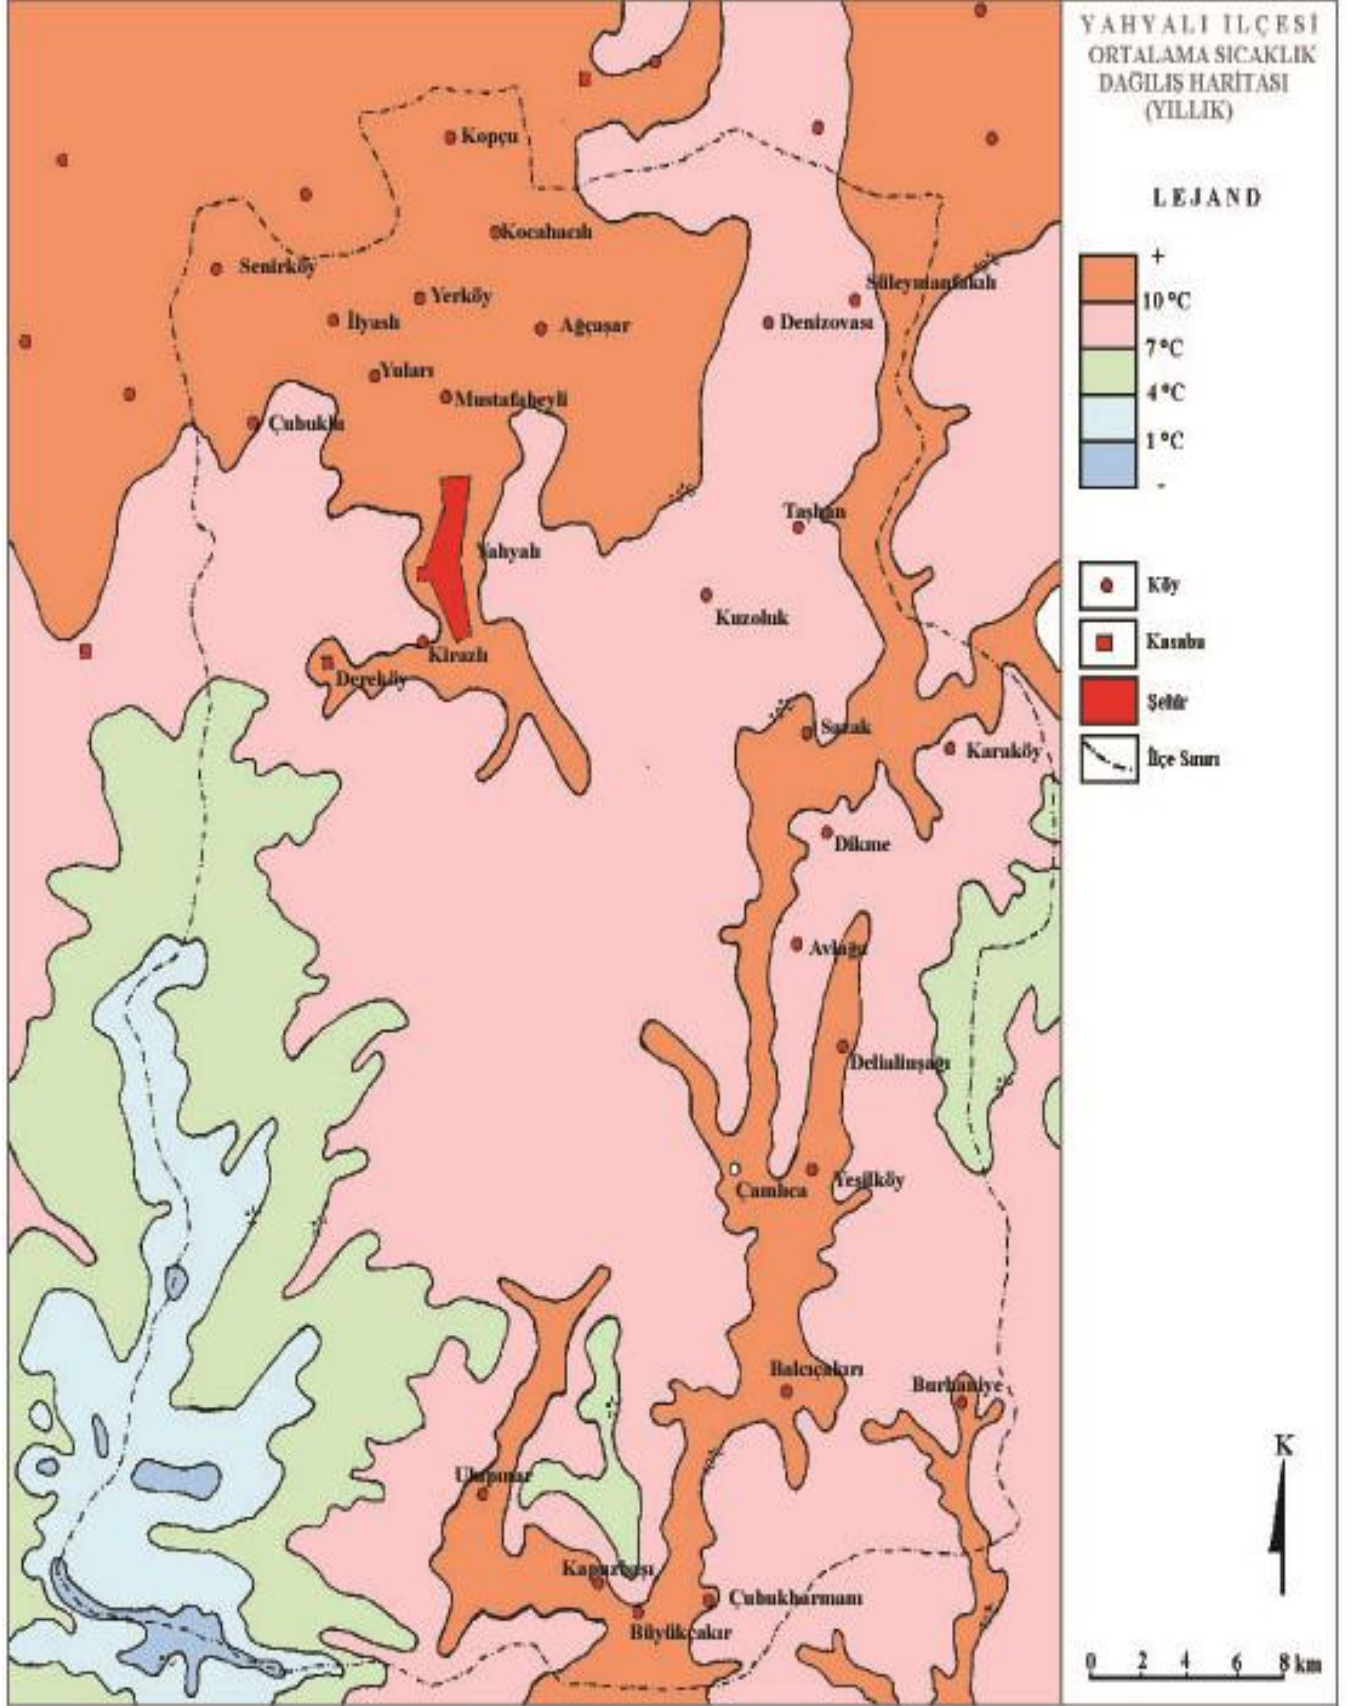 YAHYALI İLÇESİ
ORTALAMA SICAKLIK
DAĞILIŞ HARİTASI
(YILLIK)
LEJAND
+
10 °C
7 °C
4 °C
1 °C
-
Köy
Kasaba
Şehir
İlçe Sınırı
K
0 2 4 6 8 km
Kopçu
Kocahacılı
Senirköy
Süleymanfakılı
Yerköy
İlyaslı
Ağcaşar
Denizovası
Yuları
Mustafabeyli
Çubuklu
Taşhan
Yahyalı
Kuzoluk
Kirazlı
Dereköy
Sazak
Karaköy
Dikme
Avlağa
Delialiuşağı
Yeşilköy
Çamlıca
Balcıçakırı
Burhaniye
Ulupınar
Kapuzbaşı
Çubukharmanı
Büyükçakır